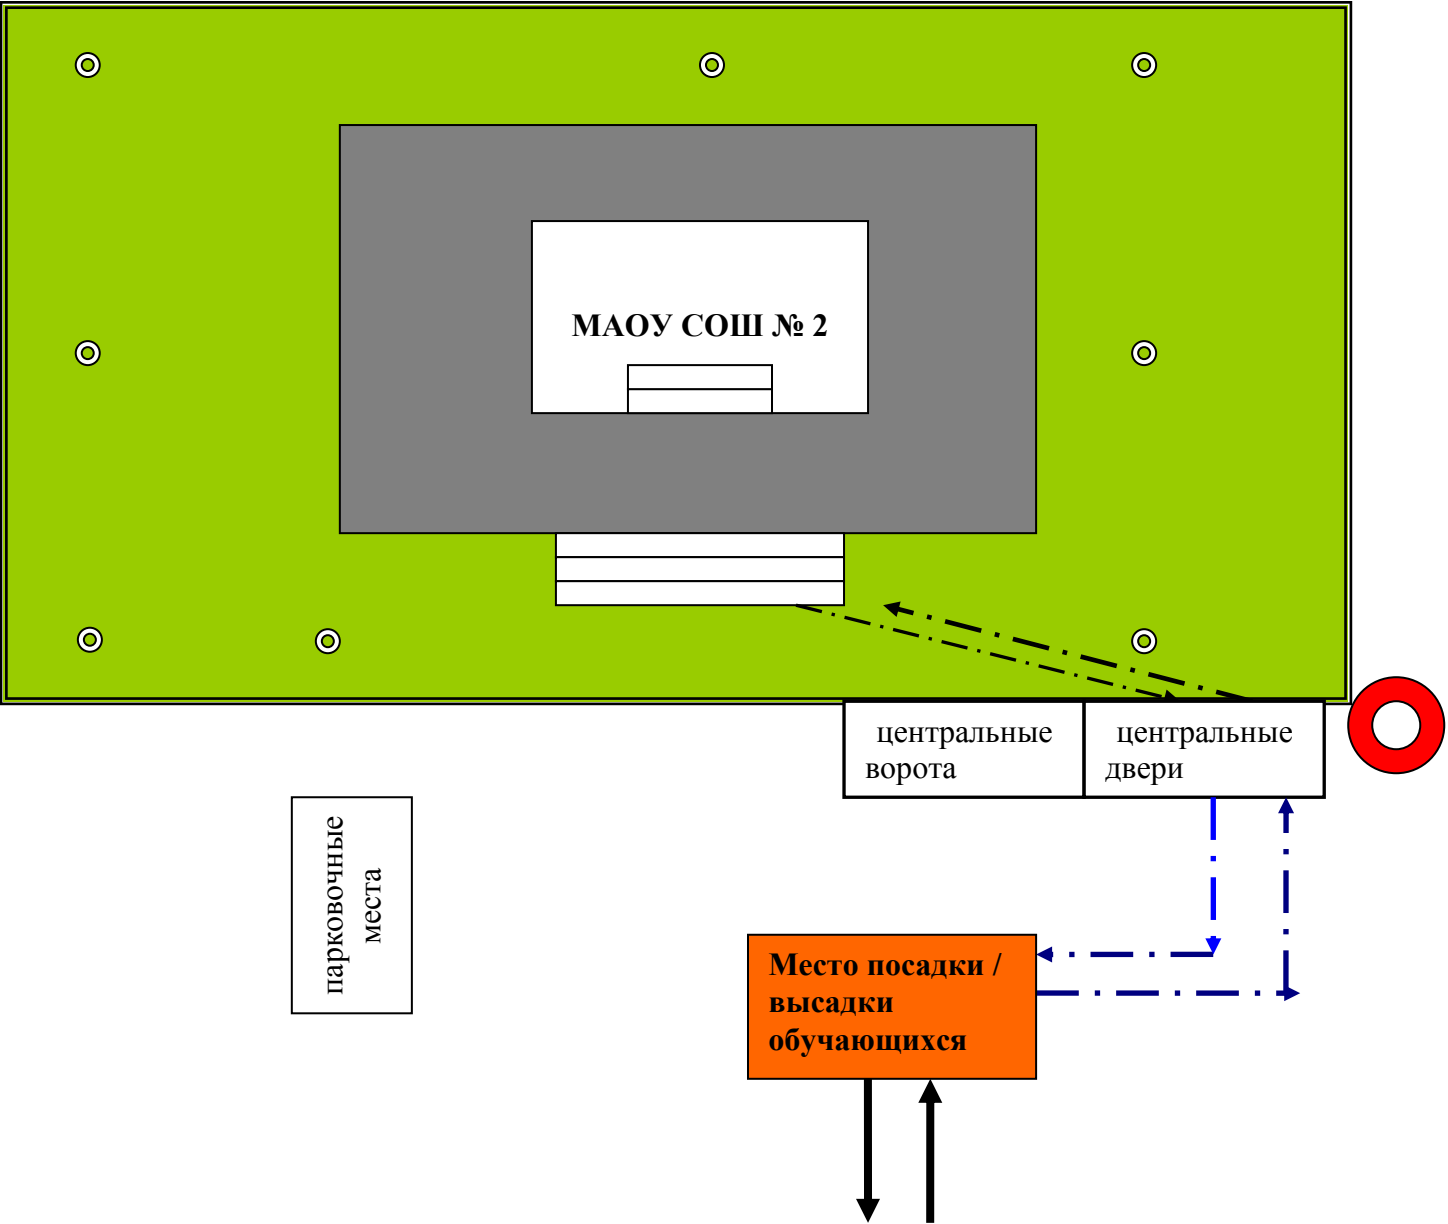 МАОУ СОШ № 2
центральные
ворота
центральные
двери
парковочные
места
Место посадки /
высадки
обучающихся